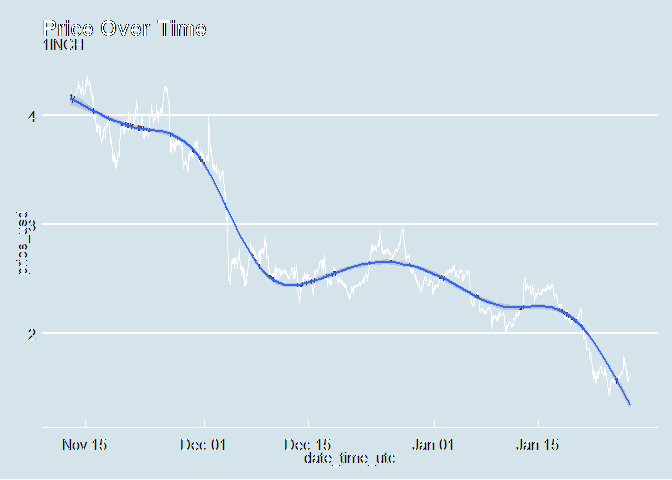 Price Over Time
1INCH
4
3
2
price_usd
Nov 15 Dec 01 Dec 15 Jan 01 Jan 15
date_time_utc